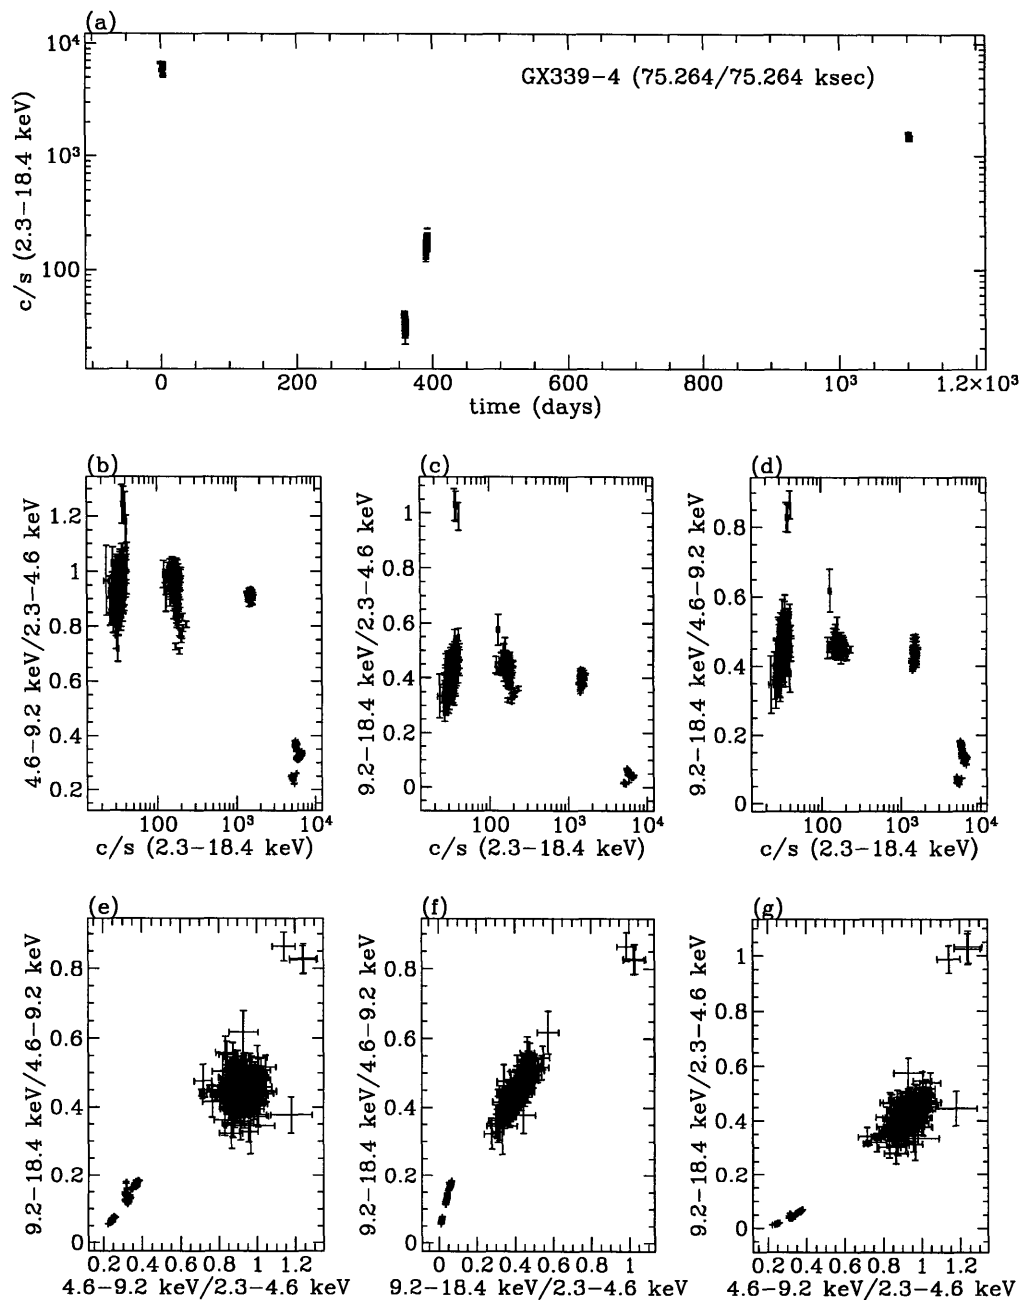 (a)
10⁴
10³
100
c/s (2.3−18.4 keV)
GX339−4 (75.264/75.264 ksec)
0 200 400 600 800 10³ 1.2×10³
time (days)
(b)
1.2
1
0.8
0.6
0.4
0.2
4.6−9.2 keV/2.3−4.6 keV
100 10³ 10⁴
c/s (2.3−18.4 keV)
(c)
1
0.8
0.6
0.4
0.2
0
9.2−18.4 keV/2.3−4.6 keV
100 10³ 10⁴
c/s (2.3−18.4 keV)
(d)
0.8
0.6
0.4
0.2
0
9.2−18.4 keV/4.6−9.2 keV
100 10³ 10⁴
c/s (2.3−18.4 keV)
(e)
0.8
0.6
0.4
0.2
0
9.2−18.4 keV/4.6−9.2 keV
0.2 0.4 0.6 0.8 1 1.2
4.6−9.2 keV/2.3−4.6 keV
(f)
0.8
0.6
0.4
0.2
0
9.2−18.4 keV/4.6−9.2 keV
0 0.2 0.4 0.6 0.8 1
9.2−18.4 keV/2.3−4.6 keV
(g)
1
0.8
0.6
0.4
0.2
0
9.2−18.4 keV/2.3−4.6 keV
0.2 0.4 0.6 0.8 1 1.2
4.6−9.2 keV/2.3−4.6 keV